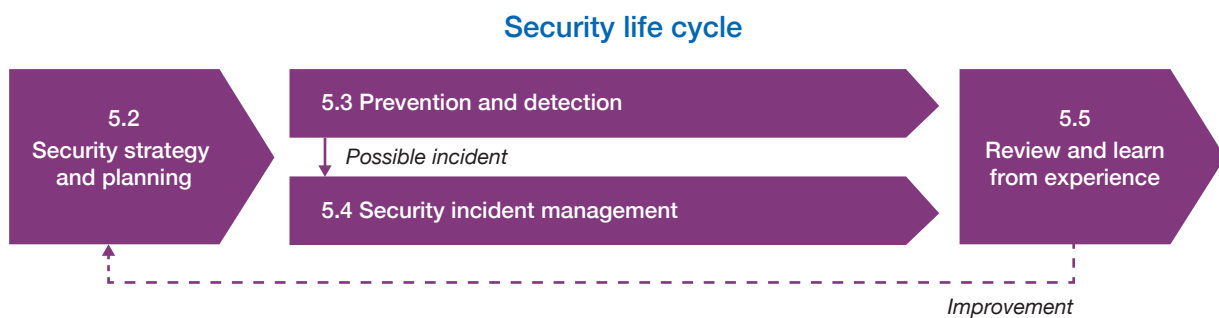 Security life cycle
5.2
Security strategy
and planning
5.3 Prevention and detection
Possible incident
5.4 Security incident management
5.5
Review and learn
from experience
Improvement